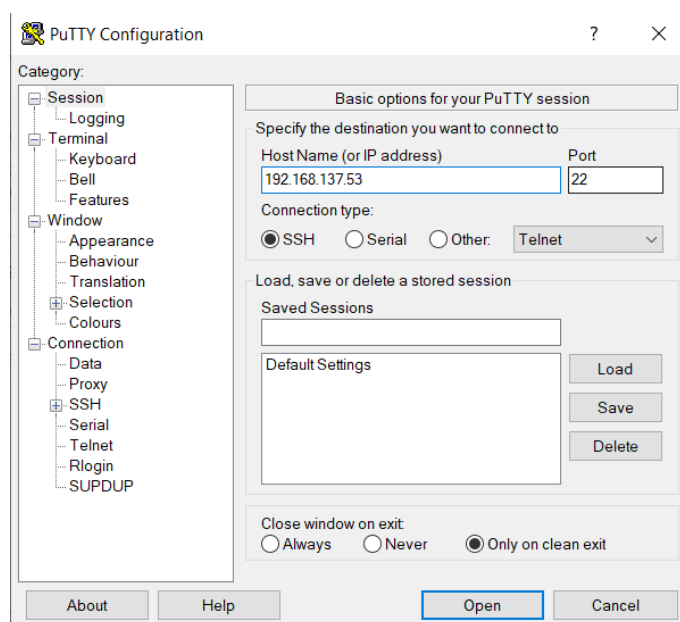 PuTTY Configuration
?
Category:
Session
Logging
Terminal
Keyboard
Bell
Features
Window
Appearance
Behaviour
Translation
Selection
Colours
Connection
Data
Proxy
SSH
Serial
Telnet
Rlogin
SUPDUP
Basic options for your PuTTY session
Specify the destination you want to connect to
Host Name (or IP address) Port
192.168.137.53 22
Connection type:
SSH Serial Other: Telnet
Load, save or delete a stored session
Saved Sessions
Default Settings
Load
Save
Delete
Close window on exit:
Always Never Only on clean exit
About Help Open Cancel